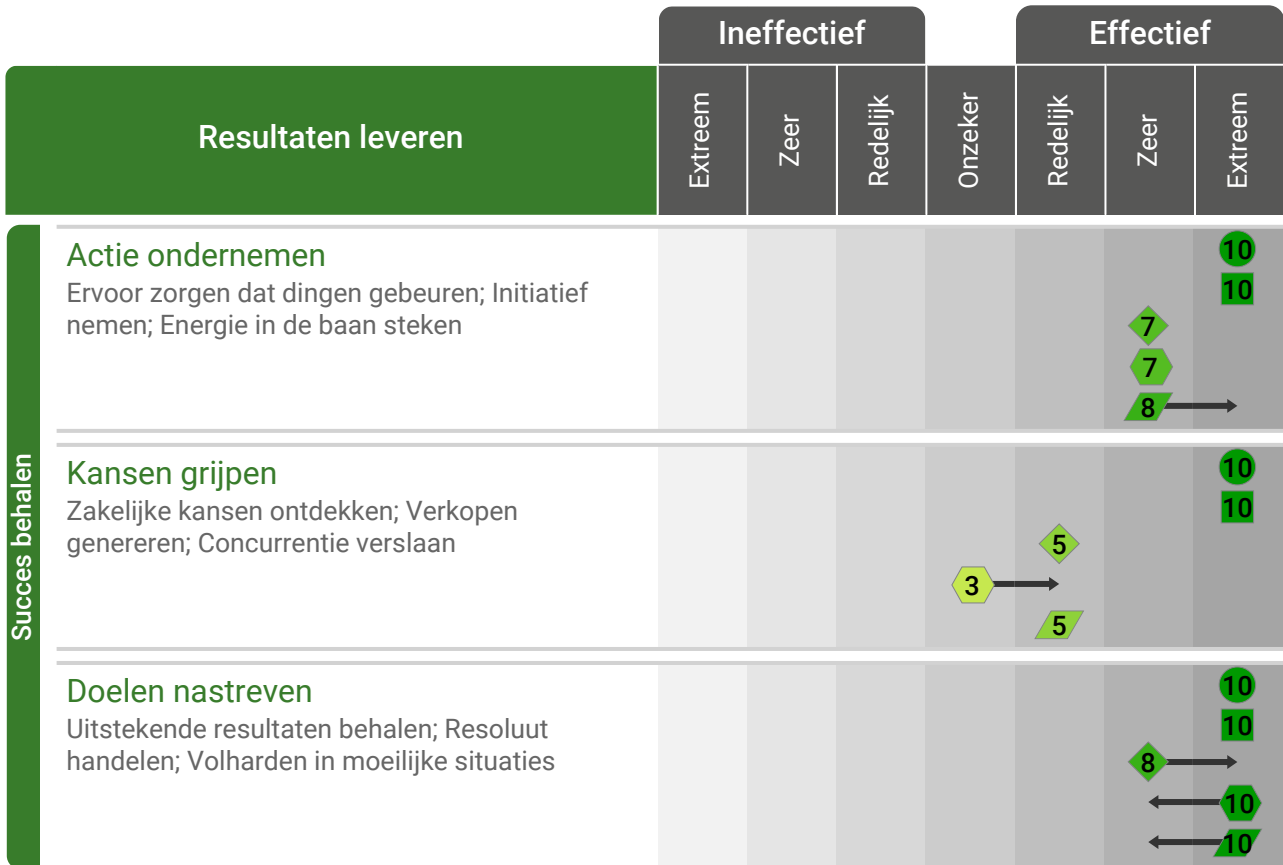 Ineffectief
Effectief
Resultaten leveren
Extreem
Zeer
Redelijk
Onzeker
Redelijk
Zeer
Extreem
Succes behalen
Actie ondernemen
Ervoor zorgen dat dingen gebeuren; Initiatief
nemen; Energie in de baan steken
10
10
7
7
8
Kansen grijpen
Zakelijke kansen ontdekken; Verkopen
genereren; Concurrentie verslaan
10
10
5
3
5
Doelen nastreven
Uitstekende resultaten behalen; Resoluut
handelen; Volharden in moeilijke situaties
10
10
8
10
10